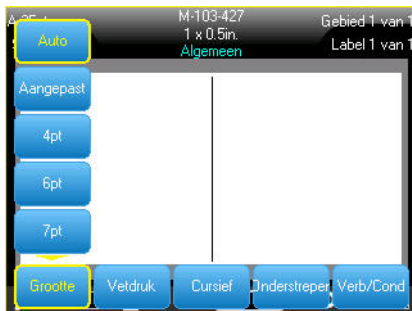 M-103-427
Gebied 1 van 1
1 x 0.5in.
Label 1 van 1
Algemeen
Auto
Aangepast
4pt
6pt
7pt
Grootte
Vetdruk
Cursief
Onderstreper
Verb/Cond